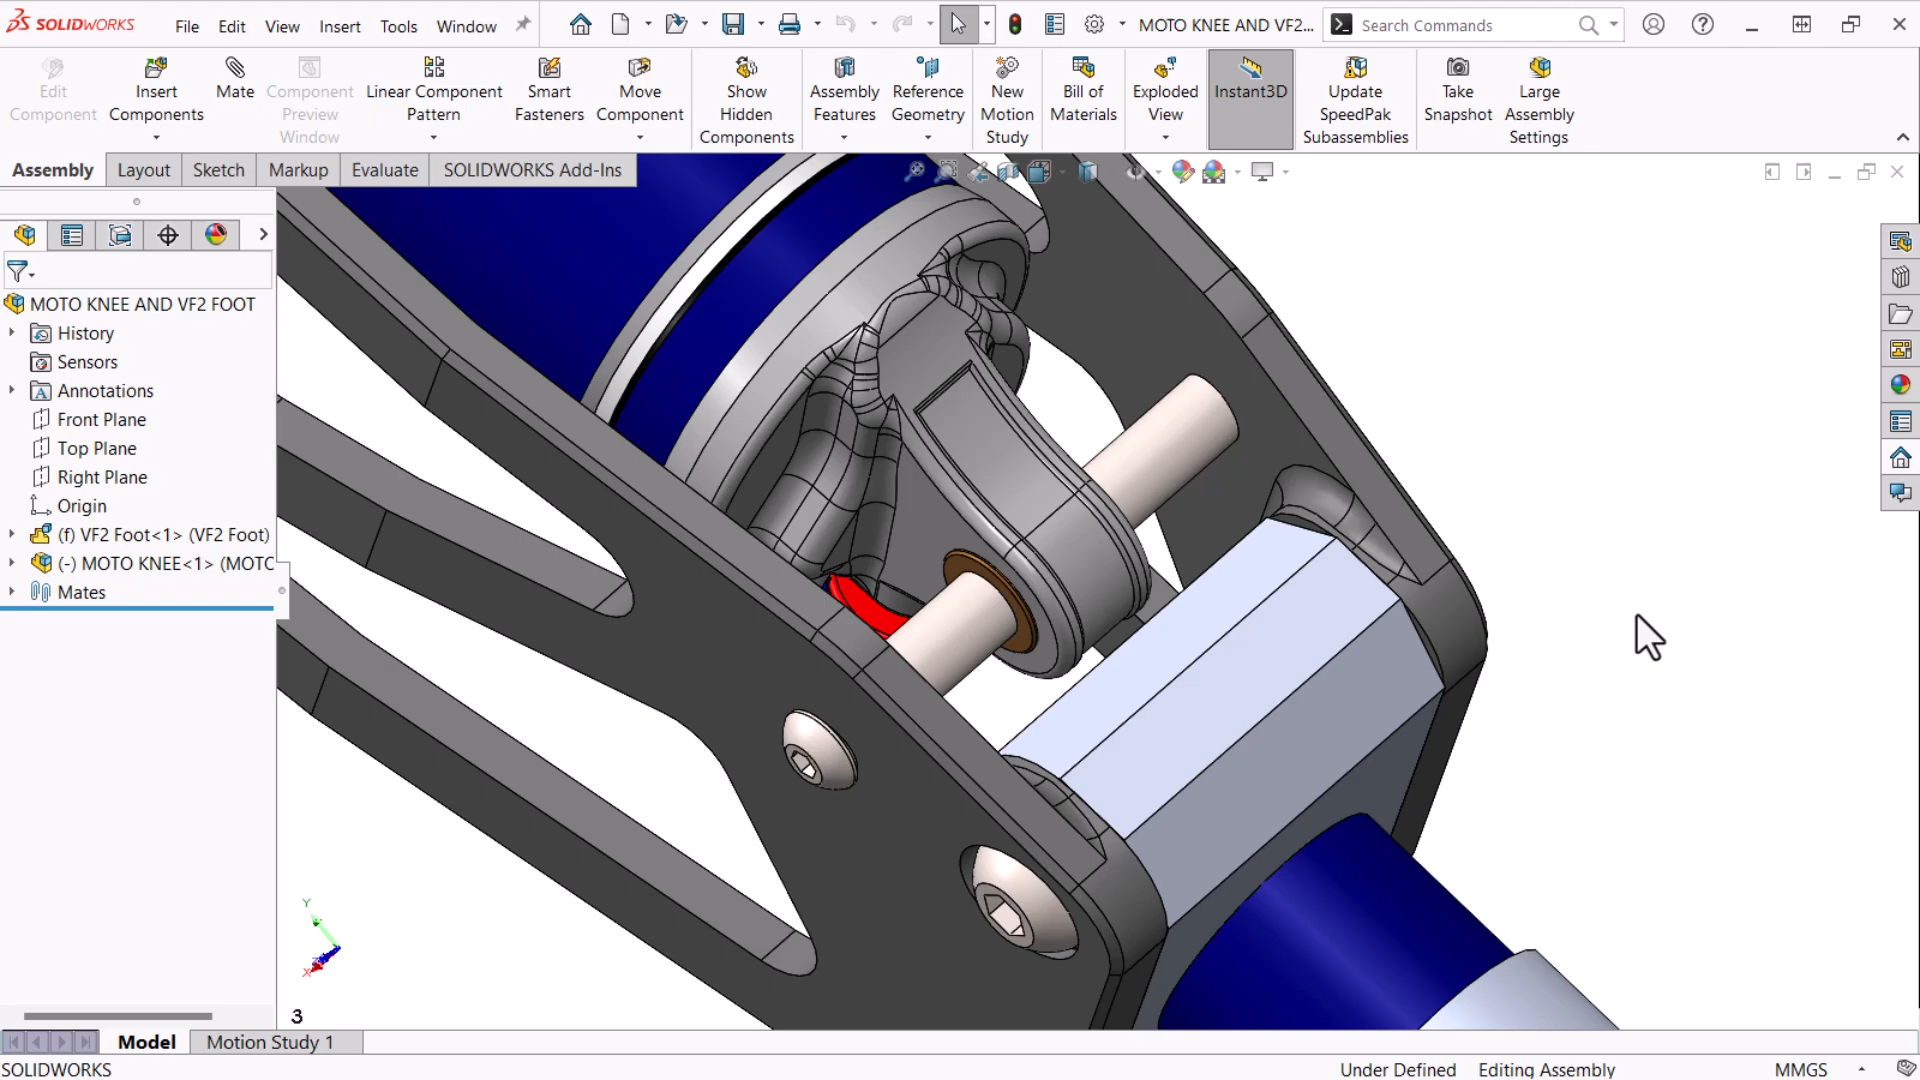 SOLIDWORKS
File Edit View Insert Tools Window
MOTO KNEE AND VF2...
Search Commands
Edit Component
Insert Components
Mate
Component Preview Window
Linear Component Pattern
Smart Fasteners
Move Component
Show Hidden Components
Assembly Features
Reference Geometry
New Motion Study
Bill of Materials
Exploded View
Instant3D
Update SpeedPak Subassemblies
Take Snapshot
Large Assembly Settings
Assembly Layout Sketch Markup Evaluate SOLIDWORKS Add-Ins
MOTO KNEE AND VF2 FOOT
History
Sensors
Annotations
Front Plane
Top Plane
Right Plane
Origin
(f) VF2 Foot<1> (VF2 Foot)
(-) MOTO KNEE<1> (MOTC
Mates
Y
Z
X
3
Model Motion Study 1
SOLIDWORKS
Under Defined Editing Assembly MMGS